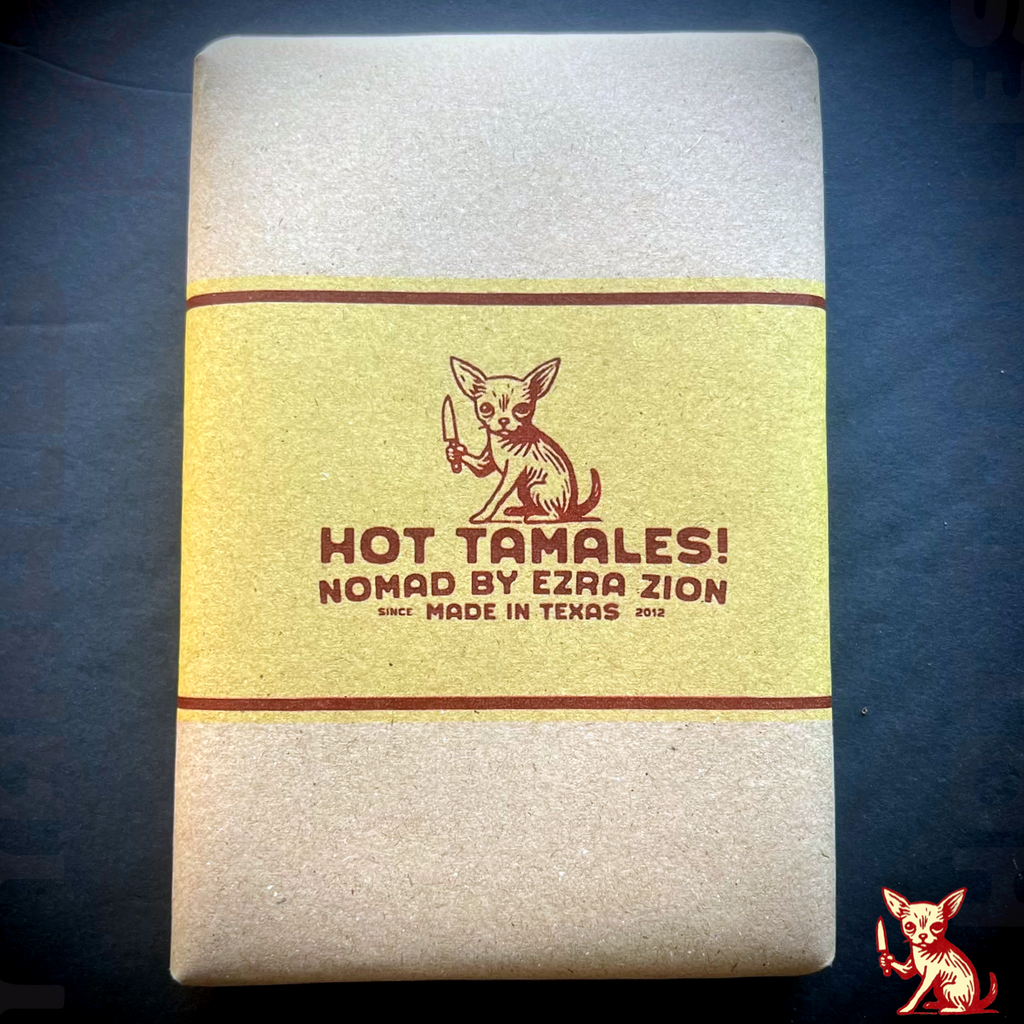 HOT TAMALES!
NOMAD BY EZRA ZION
SINCE MADE IN TEXAS 2012